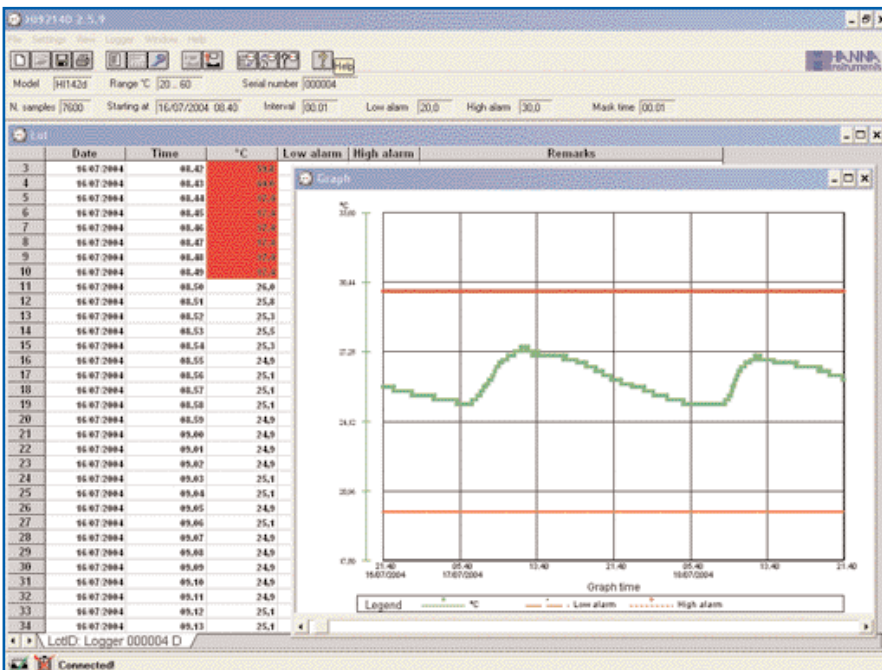 HI92140 2.5.9
File Settings View Logger Window Help
Help
HANNA
instruments
Model HI142d Range °C 20...60 Serial number 000004
N. samples 7600 Starting at 16/07/2004 08.40 Interval 00.01 Low alarm 20,0 High alarm 30,0 Mask time 00.01
Lot
Date Time °C Low alarm High alarm Remarks
3 16/07/2004 08.42
4 16/07/2004 08.43
5 16/07/2004 08.44
6 16/07/2004 08.45
7 16/07/2004 08.46
8 16/07/2004 08.47
9 16/07/2004 08.48
10 16/07/2004 08.49
11 16/07/2004 08.50 26,0
12 16/07/2004 08.51 25,8
13 16/07/2004 08.52 25,3
14 16/07/2004 08.53 25,5
15 16/07/2004 08.54 25,3
16 16/07/2004 08.55 24,9
17 16/07/2004 08.56 25,1
18 16/07/2004 08.57 25,1
19 16/07/2004 08.58 25,1
20 16/07/2004 08.59 24,9
21 16/07/2004 09.00 24,9
22 16/07/2004 09.01 24,9
23 16/07/2004 09.02 24,9
24 16/07/2004 09.03 25,1
25 16/07/2004 09.04 25,1
26 16/07/2004 09.05 24,9
27 16/07/2004 09.06 25,1
28 16/07/2004 09.07 24,9
29 16/07/2004 09.08 24,9
30 16/07/2004 09.09 24,9
31 16/07/2004 09.10 24,9
32 16/07/2004 09.11 24,9
33 16/07/2004 09.12 25,1
34 16/07/2004 09.13 25,1
Graph
°C
21.40 05.40 13.40 21.40 05.40 13.40 21.40
16/07/2004 17/07/2004 18/07/2004
Graph time
Legend °C Low alarm High alarm
LotID: Logger 000004 D
Connected!